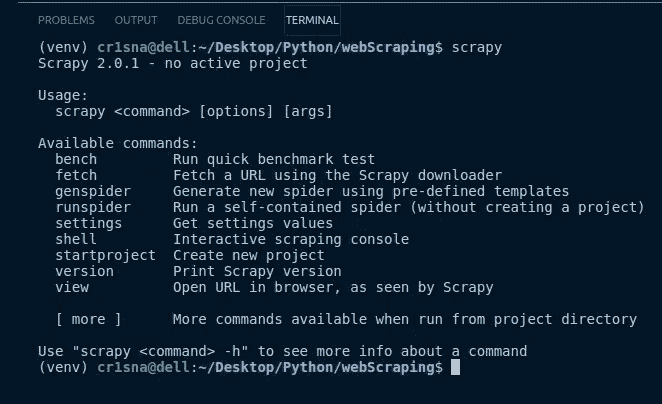 PROBLEMS OUTPUT DEBUG CONSOLE TERMINAL
(venv) cr1sna@dell:~/Desktop/Python/webScraping$ scrapy
Scrapy 2.0.1 - no active project
Usage:
  scrapy <command> [options] [args]
Available commands:
  bench         Run quick benchmark test
  fetch         Fetch a URL using the Scrapy downloader
  genspider     Generate new spider using pre-defined templates
  runspider     Run a self-contained spider (without creating a project)
  settings      Get settings values
  shell         Interactive scraping console
  startproject  Create new project
  version       Print Scrapy version
  view          Open URL in browser, as seen by Scrapy
  [ more ]      More commands available when run from project directory
Use "scrapy <command> -h" to see more info about a command
(venv) cr1sna@dell:~/Desktop/Python/webScraping$